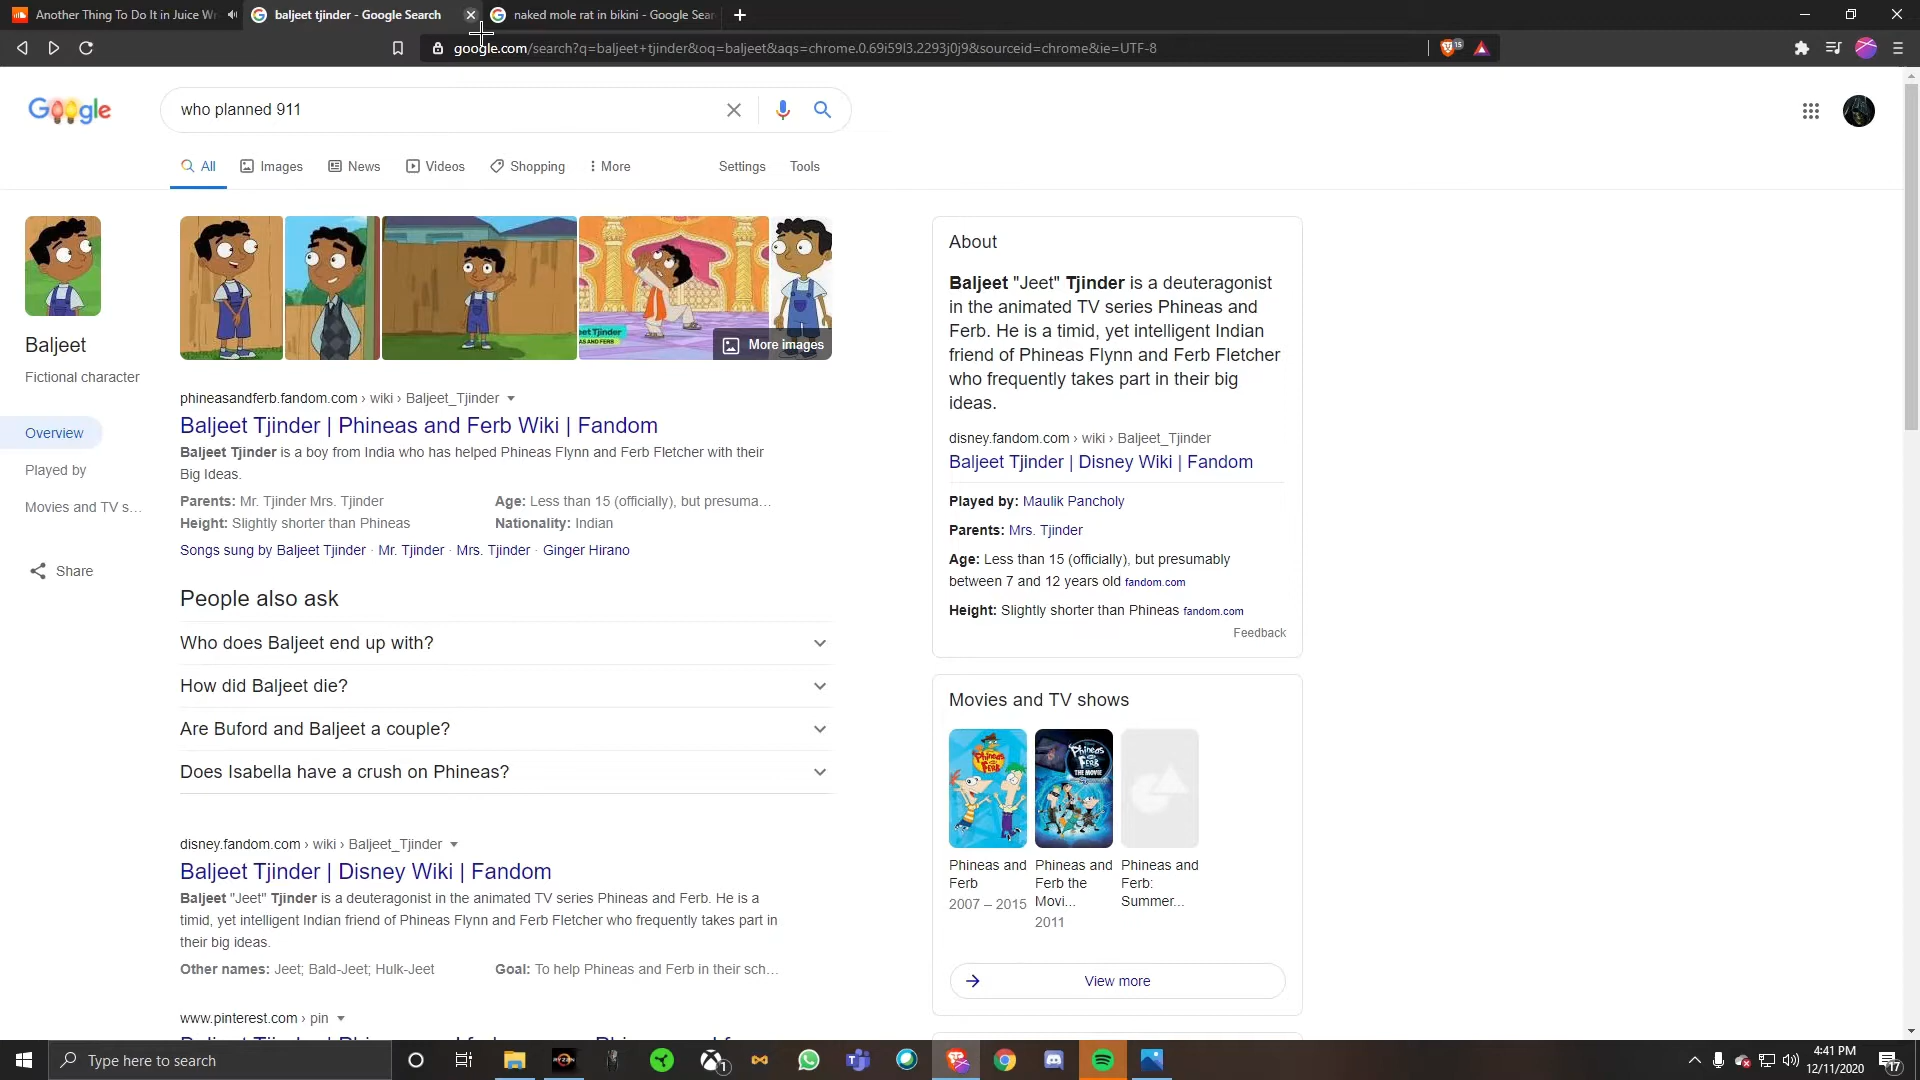 Another Thing To Do It in Juice Wr
baljeet tjinder - Google Search
naked mole rat in bikini - Google Sear
google.com/search?q=baljeet+tjinder&oq=baljeet&aqs=chrome.0.69i59l3.2293j0j9&sourceid=chrome&ie=UTF-8
15
Google
who planned 911
All
Images
News
Videos
Shopping
More
Settings
Tools
Baljeet
Fictional character
Overview
Played by
Movies and TV s...
Share
eet Tjinder
AS AND FERB
More images
phineasandferb.fandom.com › wiki › Baljeet_Tjinder
Baljeet Tjinder | Phineas and Ferb Wiki | Fandom
Baljeet Tjinder is a boy from India who has helped Phineas Flynn and Ferb Fletcher with their
Big Ideas.
Parents: Mr. Tjinder Mrs. Tjinder
Age: Less than 15 (officially), but presuma...
Height: Slightly shorter than Phineas
Nationality: Indian
Songs sung by Baljeet Tjinder · Mr. Tjinder · Mrs. Tjinder · Ginger Hirano
People also ask
Who does Baljeet end up with?
How did Baljeet die?
Are Buford and Baljeet a couple?
Does Isabella have a crush on Phineas?
disney.fandom.com › wiki › Baljeet_Tjinder
Baljeet Tjinder | Disney Wiki | Fandom
Baljeet "Jeet" Tjinder is a deuteragonist in the animated TV series Phineas and Ferb. He is a
timid, yet intelligent Indian friend of Phineas Flynn and Ferb Fletcher who frequently takes part in
their big ideas.
Other names: Jeet; Bald-Jeet; Hulk-Jeet
Goal: To help Phineas and Ferb in their sch...
www.pinterest.com › pin
About
Baljeet "Jeet" Tjinder is a deuteragonist
in the animated TV series Phineas and
Ferb. He is a timid, yet intelligent Indian
friend of Phineas Flynn and Ferb Fletcher
who frequently takes part in their big
ideas.
disney.fandom.com › wiki › Baljeet_Tjinder
Baljeet Tjinder | Disney Wiki | Fandom
Played by: Maulik Pancholy
Parents: Mrs. Tjinder
Age: Less than 15 (officially), but presumably
between 7 and 12 years old fandom.com
Height: Slightly shorter than Phineas fandom.com
Feedback
Movies and TV shows
Phineas and
Ferb
2007 – 2015
Phineas and
Ferb the
Movi...
2011
Phineas and
Ferb:
Summer...
View more
Type here to search
1
4:41 PM
12/11/2020
17